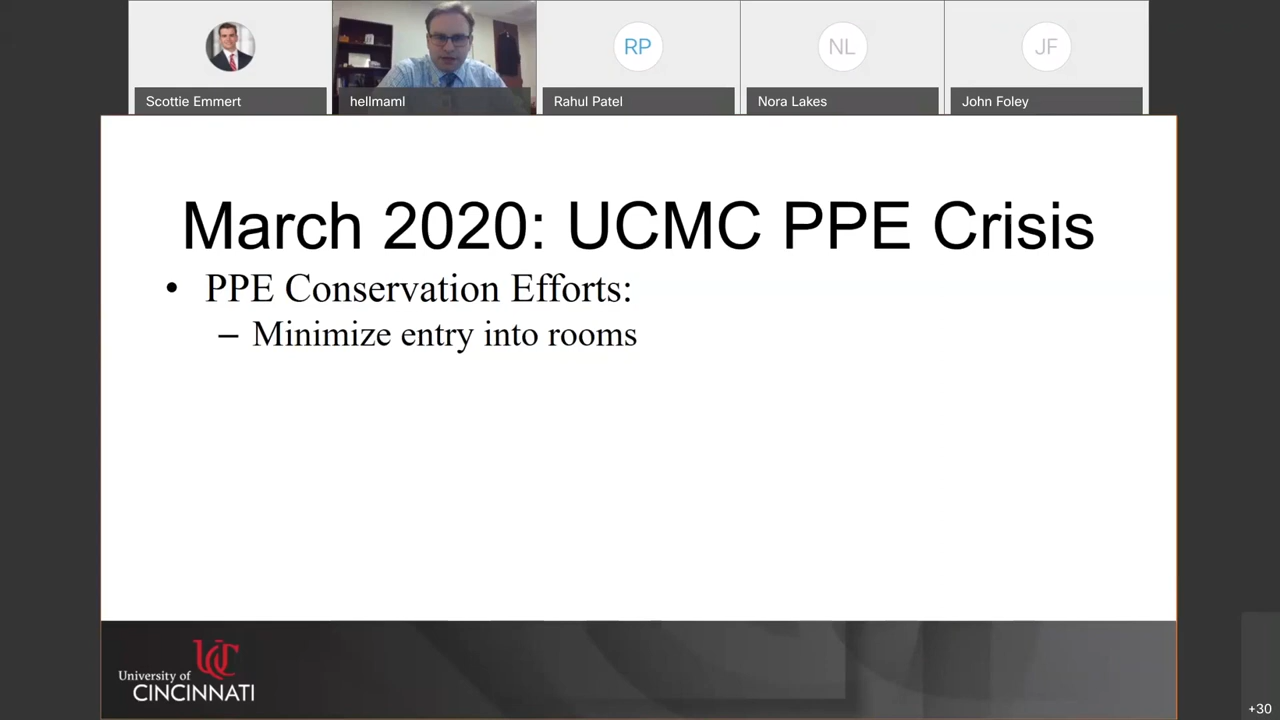 RP
NL
JF
Scottie Emmert
hellmaml
Rahul Patel
Nora Lakes
John Foley
March 2020: UCMC PPE Crisis
• PPE Conservation Efforts:
– Minimize entry into rooms
UC
University of
CINCINNATI
+30